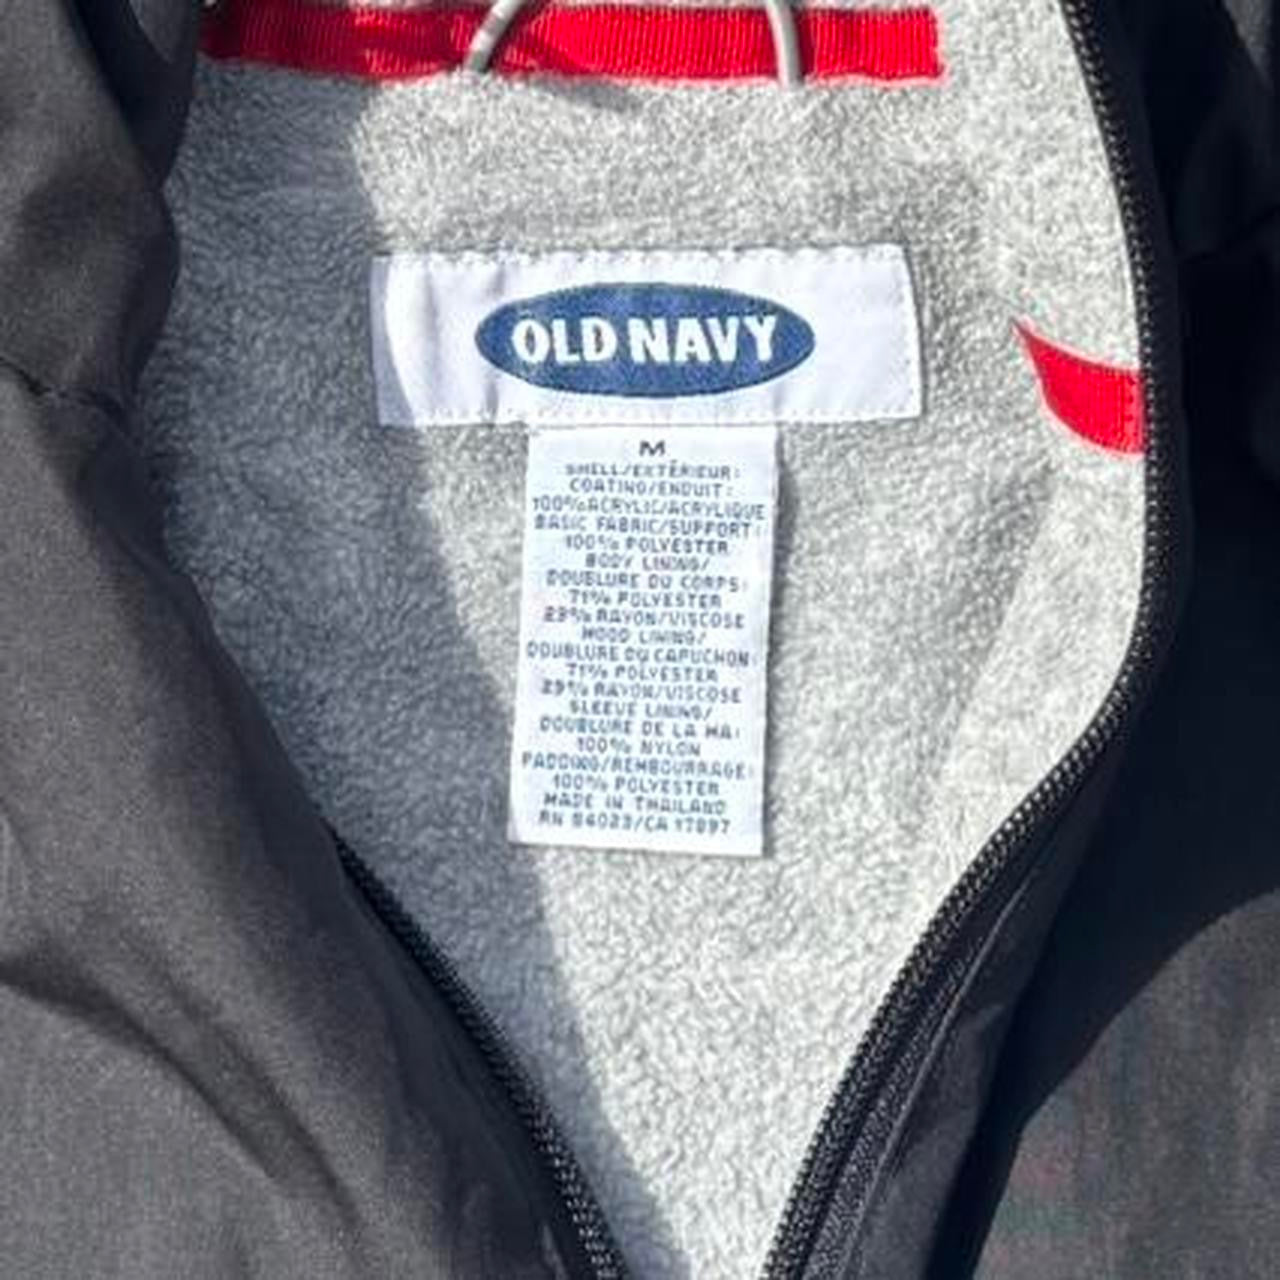 OLD NAVY
M
SHELL/EXTÉRIEUR:
COATING/ENDUIT:
100% ACRYLIC/ACRYLIQUE
BASIC FABRIC/SUPPORT:
100% POLYESTER
BODY LINING/
DOUBLURE DU CORPS:
71% POLYESTER
29% RAYON/VISCOSE
HOOD LINING/
DOUBLURE DU CAPUCHON:
71% POLYESTER
29% RAYON/VISCOSE
SLEEVE LINING/
DOUBLURE DE LA MA:
100% NYLON
PADDING/REMBOURRAGE:
100% POLYESTER
MADE IN THAILAND
RN 54023/CA 17897